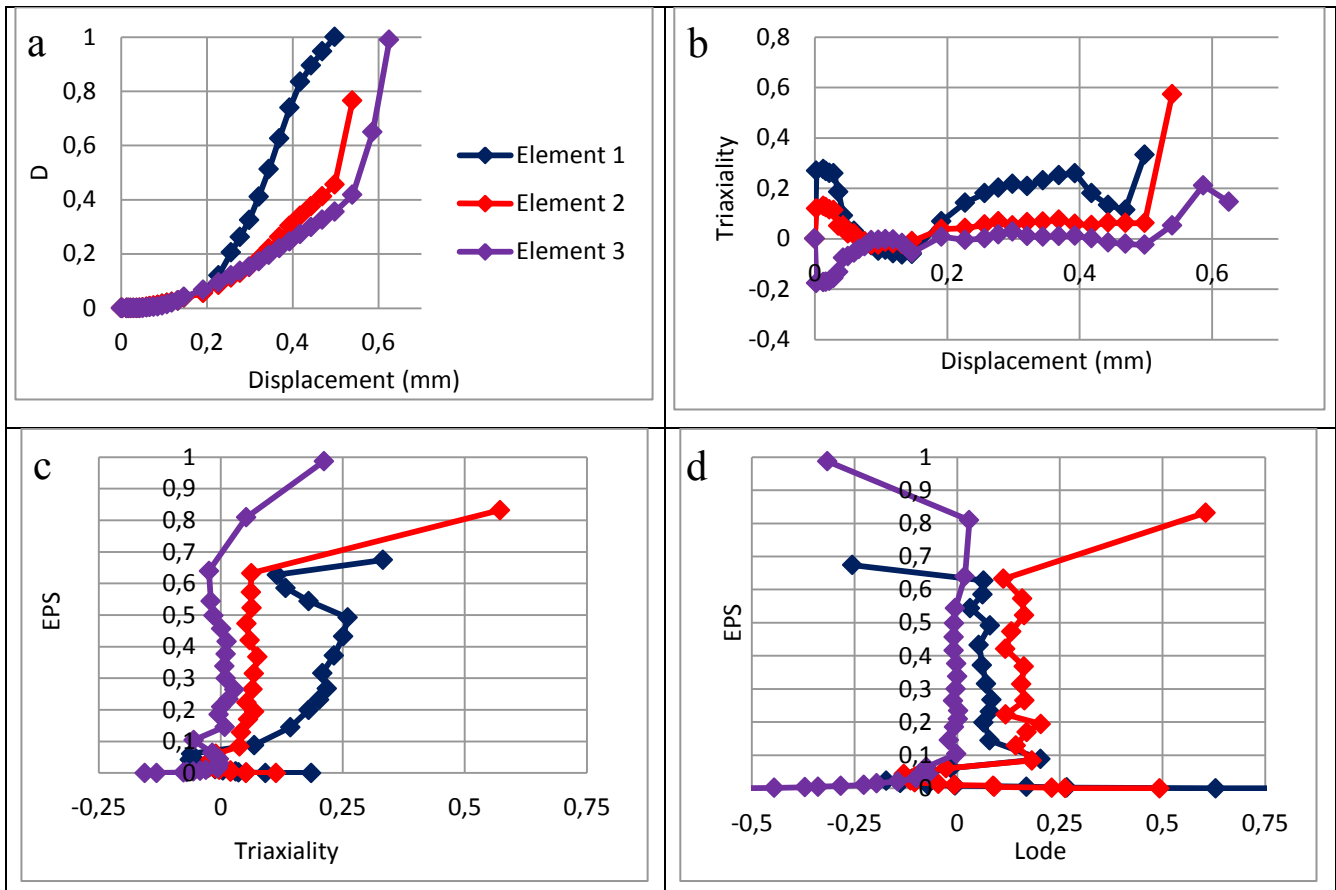 a
1
0,8
0,6
0,4
0,2
0
D
0 0,2 0,4 0,6
Displacement (mm)
Element 1
Element 2
Element 3
b
0,8
0,6
0,4
0,2
0
-0,2
-0,4
Triaxiality
0 0,2 0,4 0,6
Displacement (mm)
c
1
0,9
0,8
0,7
0,6
0,5
0,4
0,3
0,2
0,1
0
EPS
-0,25 0 0,25 0,5 0,75
Triaxiality
d
1
0,9
0,8
0,7
0,6
0,5
0,4
0,3
0,2
0,1
0
EPS
-0,5 -0,25 0 0,25 0,5 0,75
Lode